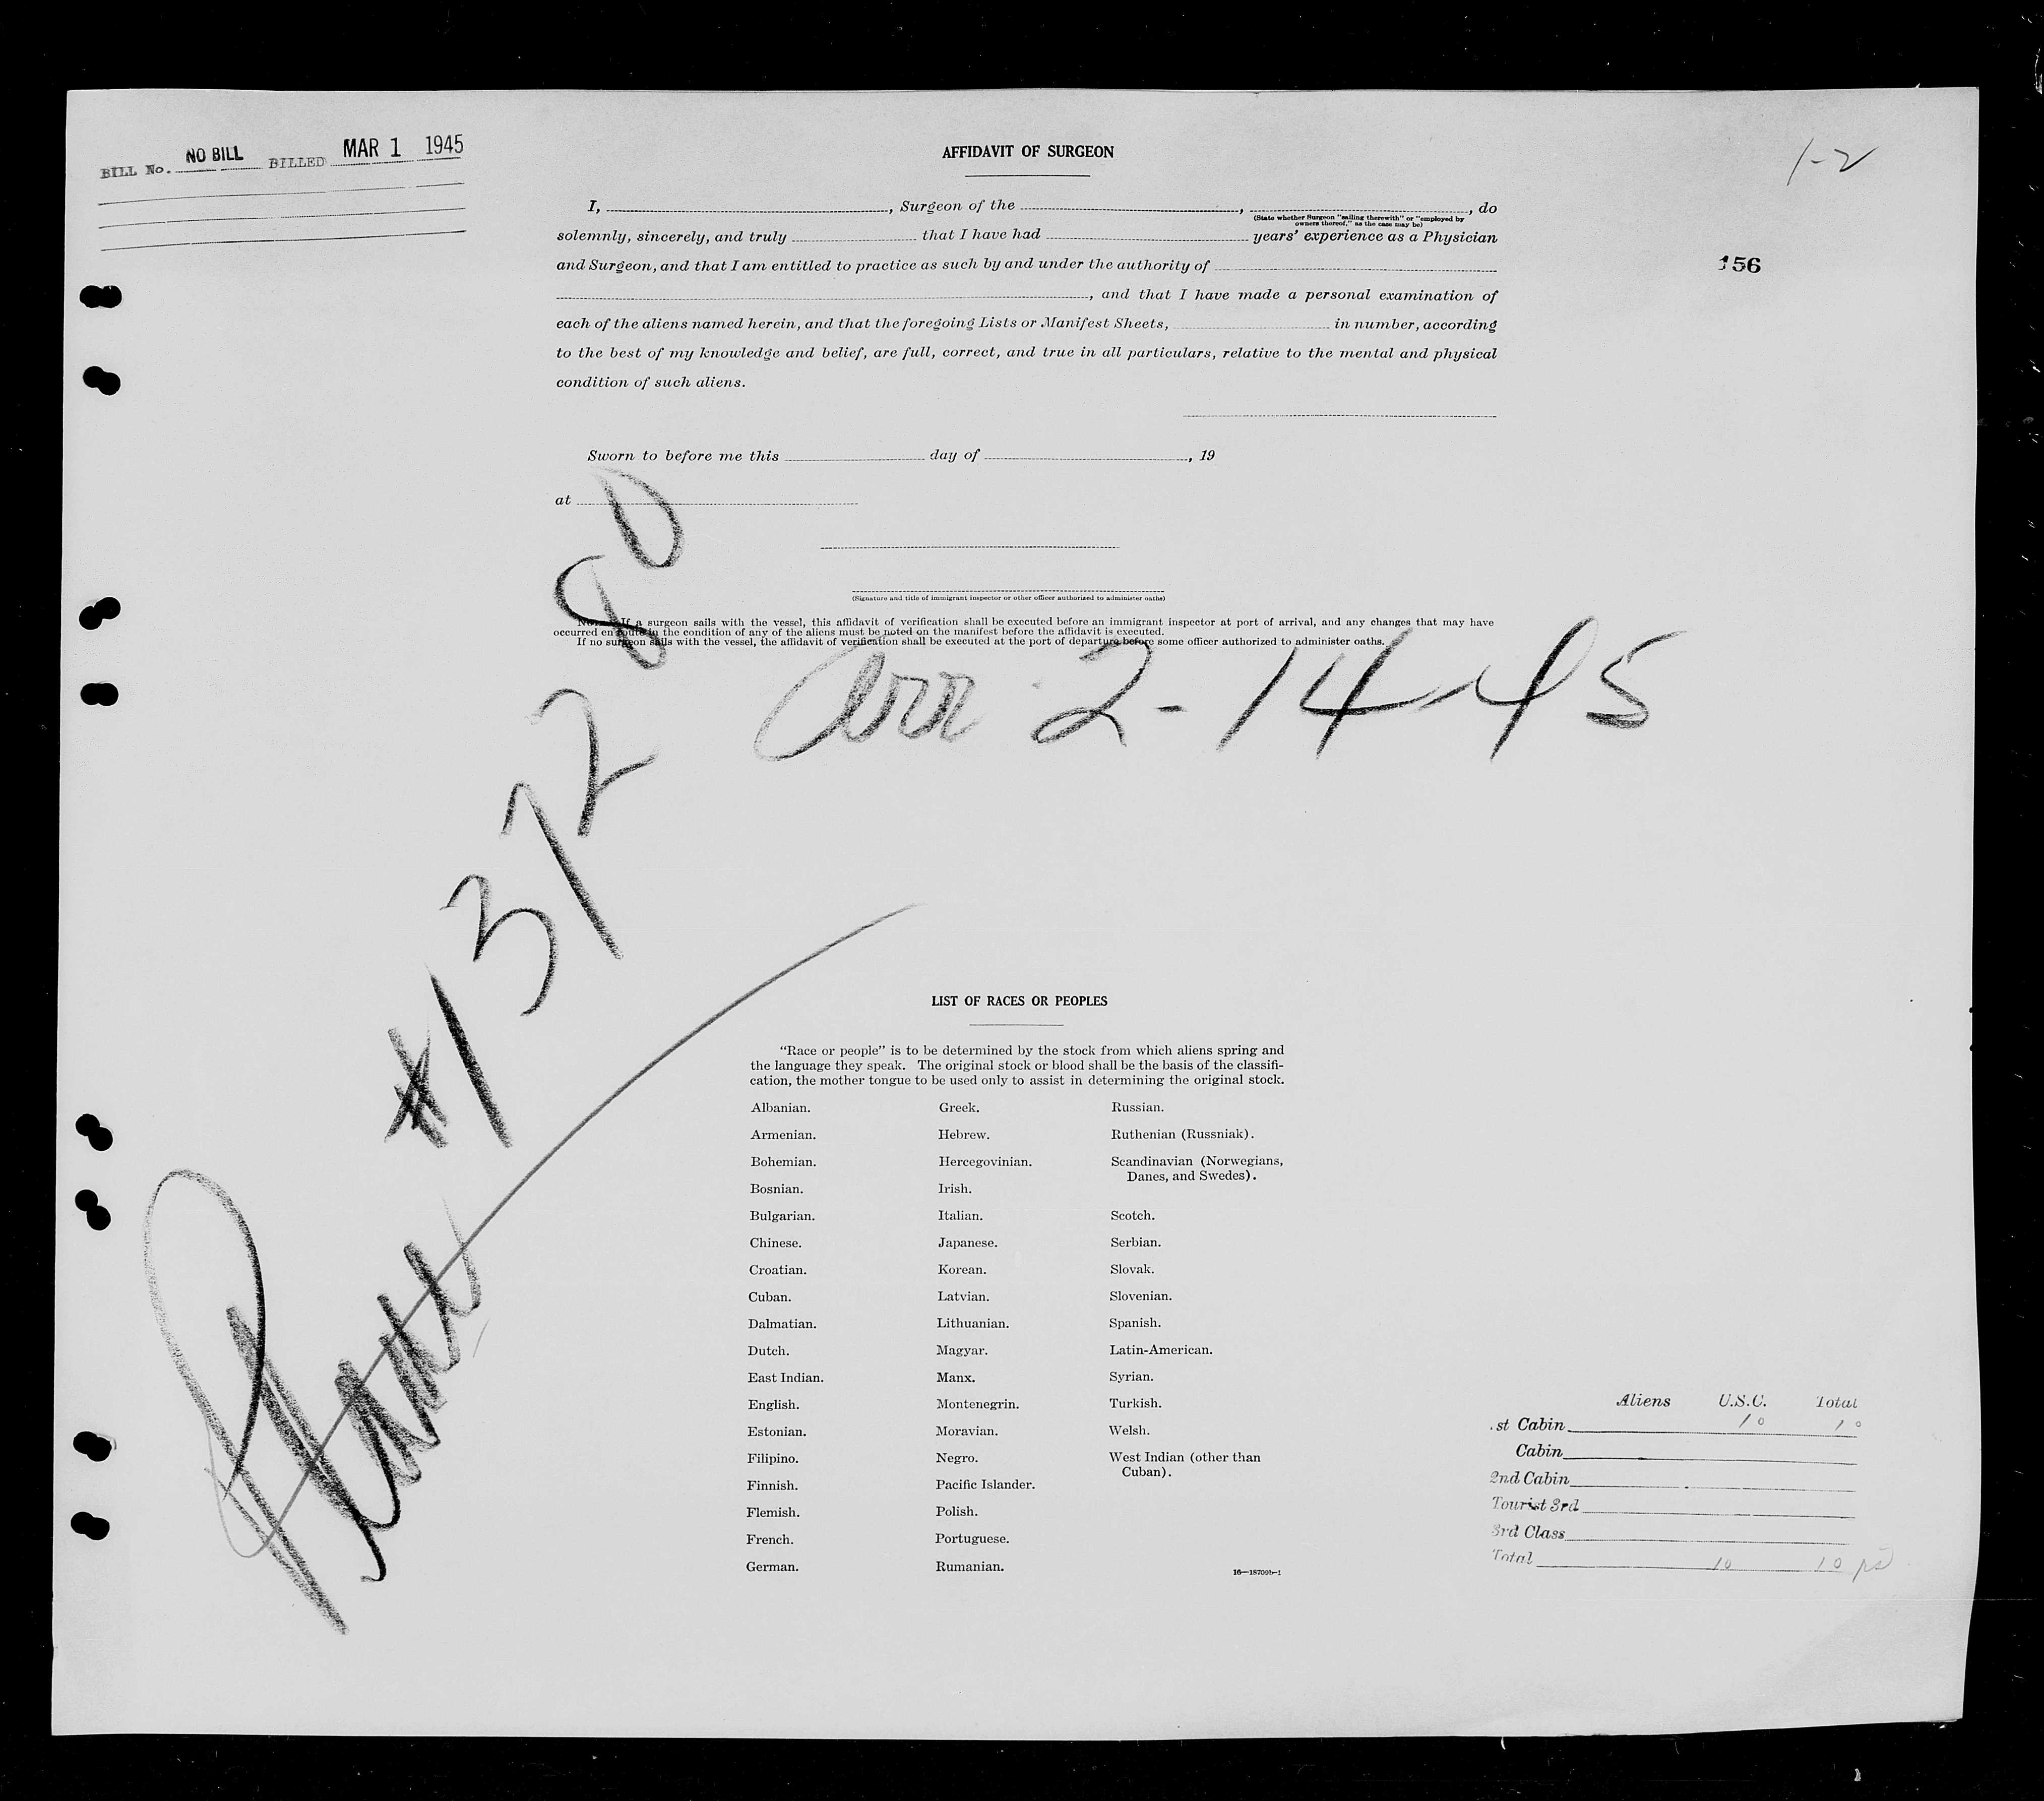 BILL No. NO BILL BILLED MAR 1 1945
AFFIDAVIT OF SURGEON
1-2
I, , Surgeon of the , , do
(State whether Surgeon "sailing therewith" or "employed by
owners thereof," as the case may be)
solemnly, sincerely, and truly that I have had years' experience as a Physician
and Surgeon, and that I am entitled to practice as such by and under the authority of
156
, and that I have made a personal examination of
each of the aliens named herein, and that the foregoing Lists or Manifest Sheets, in number, according
to the best of my knowledge and belief, are full, correct, and true in all particulars, relative to the mental and physical
condition of such aliens.
Sworn to before me this day of , 19
at
(Signature and title of immigrant inspector or other officer authorized to administer oaths)
If a surgeon sails with the vessel, this affidavit of verification shall be executed before an immigrant inspector at port of arrival, and any changes that may have
occurred en route in the condition of any of the aliens must be noted on the manifest before the affidavit is executed.
If no surgeon sails with the vessel, the affidavit of verification shall be executed at the port of departure before some officer authorized to administer oaths.
Arr 2-14-45
Plane #137280
LIST OF RACES OR PEOPLES
"Race or people" is to be determined by the stock from which aliens spring and
the language they speak. The original stock or blood shall be the basis of the classifi-
cation, the mother tongue to be used only to assist in determining the original stock.
Albanian.
Armenian.
Bohemian.
Bosnian.
Bulgarian.
Chinese.
Croatian.
Cuban.
Dalmatian.
Dutch.
East Indian.
English.
Estonian.
Filipino.
Finnish.
Flemish.
French.
German.
Greek.
Hebrew.
Hercegovinian.
Irish.
Italian.
Japanese.
Korean.
Latvian.
Lithuanian.
Magyar.
Manx.
Montenegrin.
Moravian.
Negro.
Pacific Islander.
Polish.
Portuguese.
Rumanian.
Russian.
Ruthenian (Russniak).
Scandinavian (Norwegians,
Danes, and Swedes).
Scotch.
Serbian.
Slovak.
Slovenian.
Spanish.
Latin-American.
Syrian.
Turkish.
Welsh.
West Indian (other than
Cuban).
16—18709b-1
Aliens U.S.C. Total
st Cabin 10 10
Cabin
2nd Cabin
Tourist 3rd
3rd Class
Total 10 10